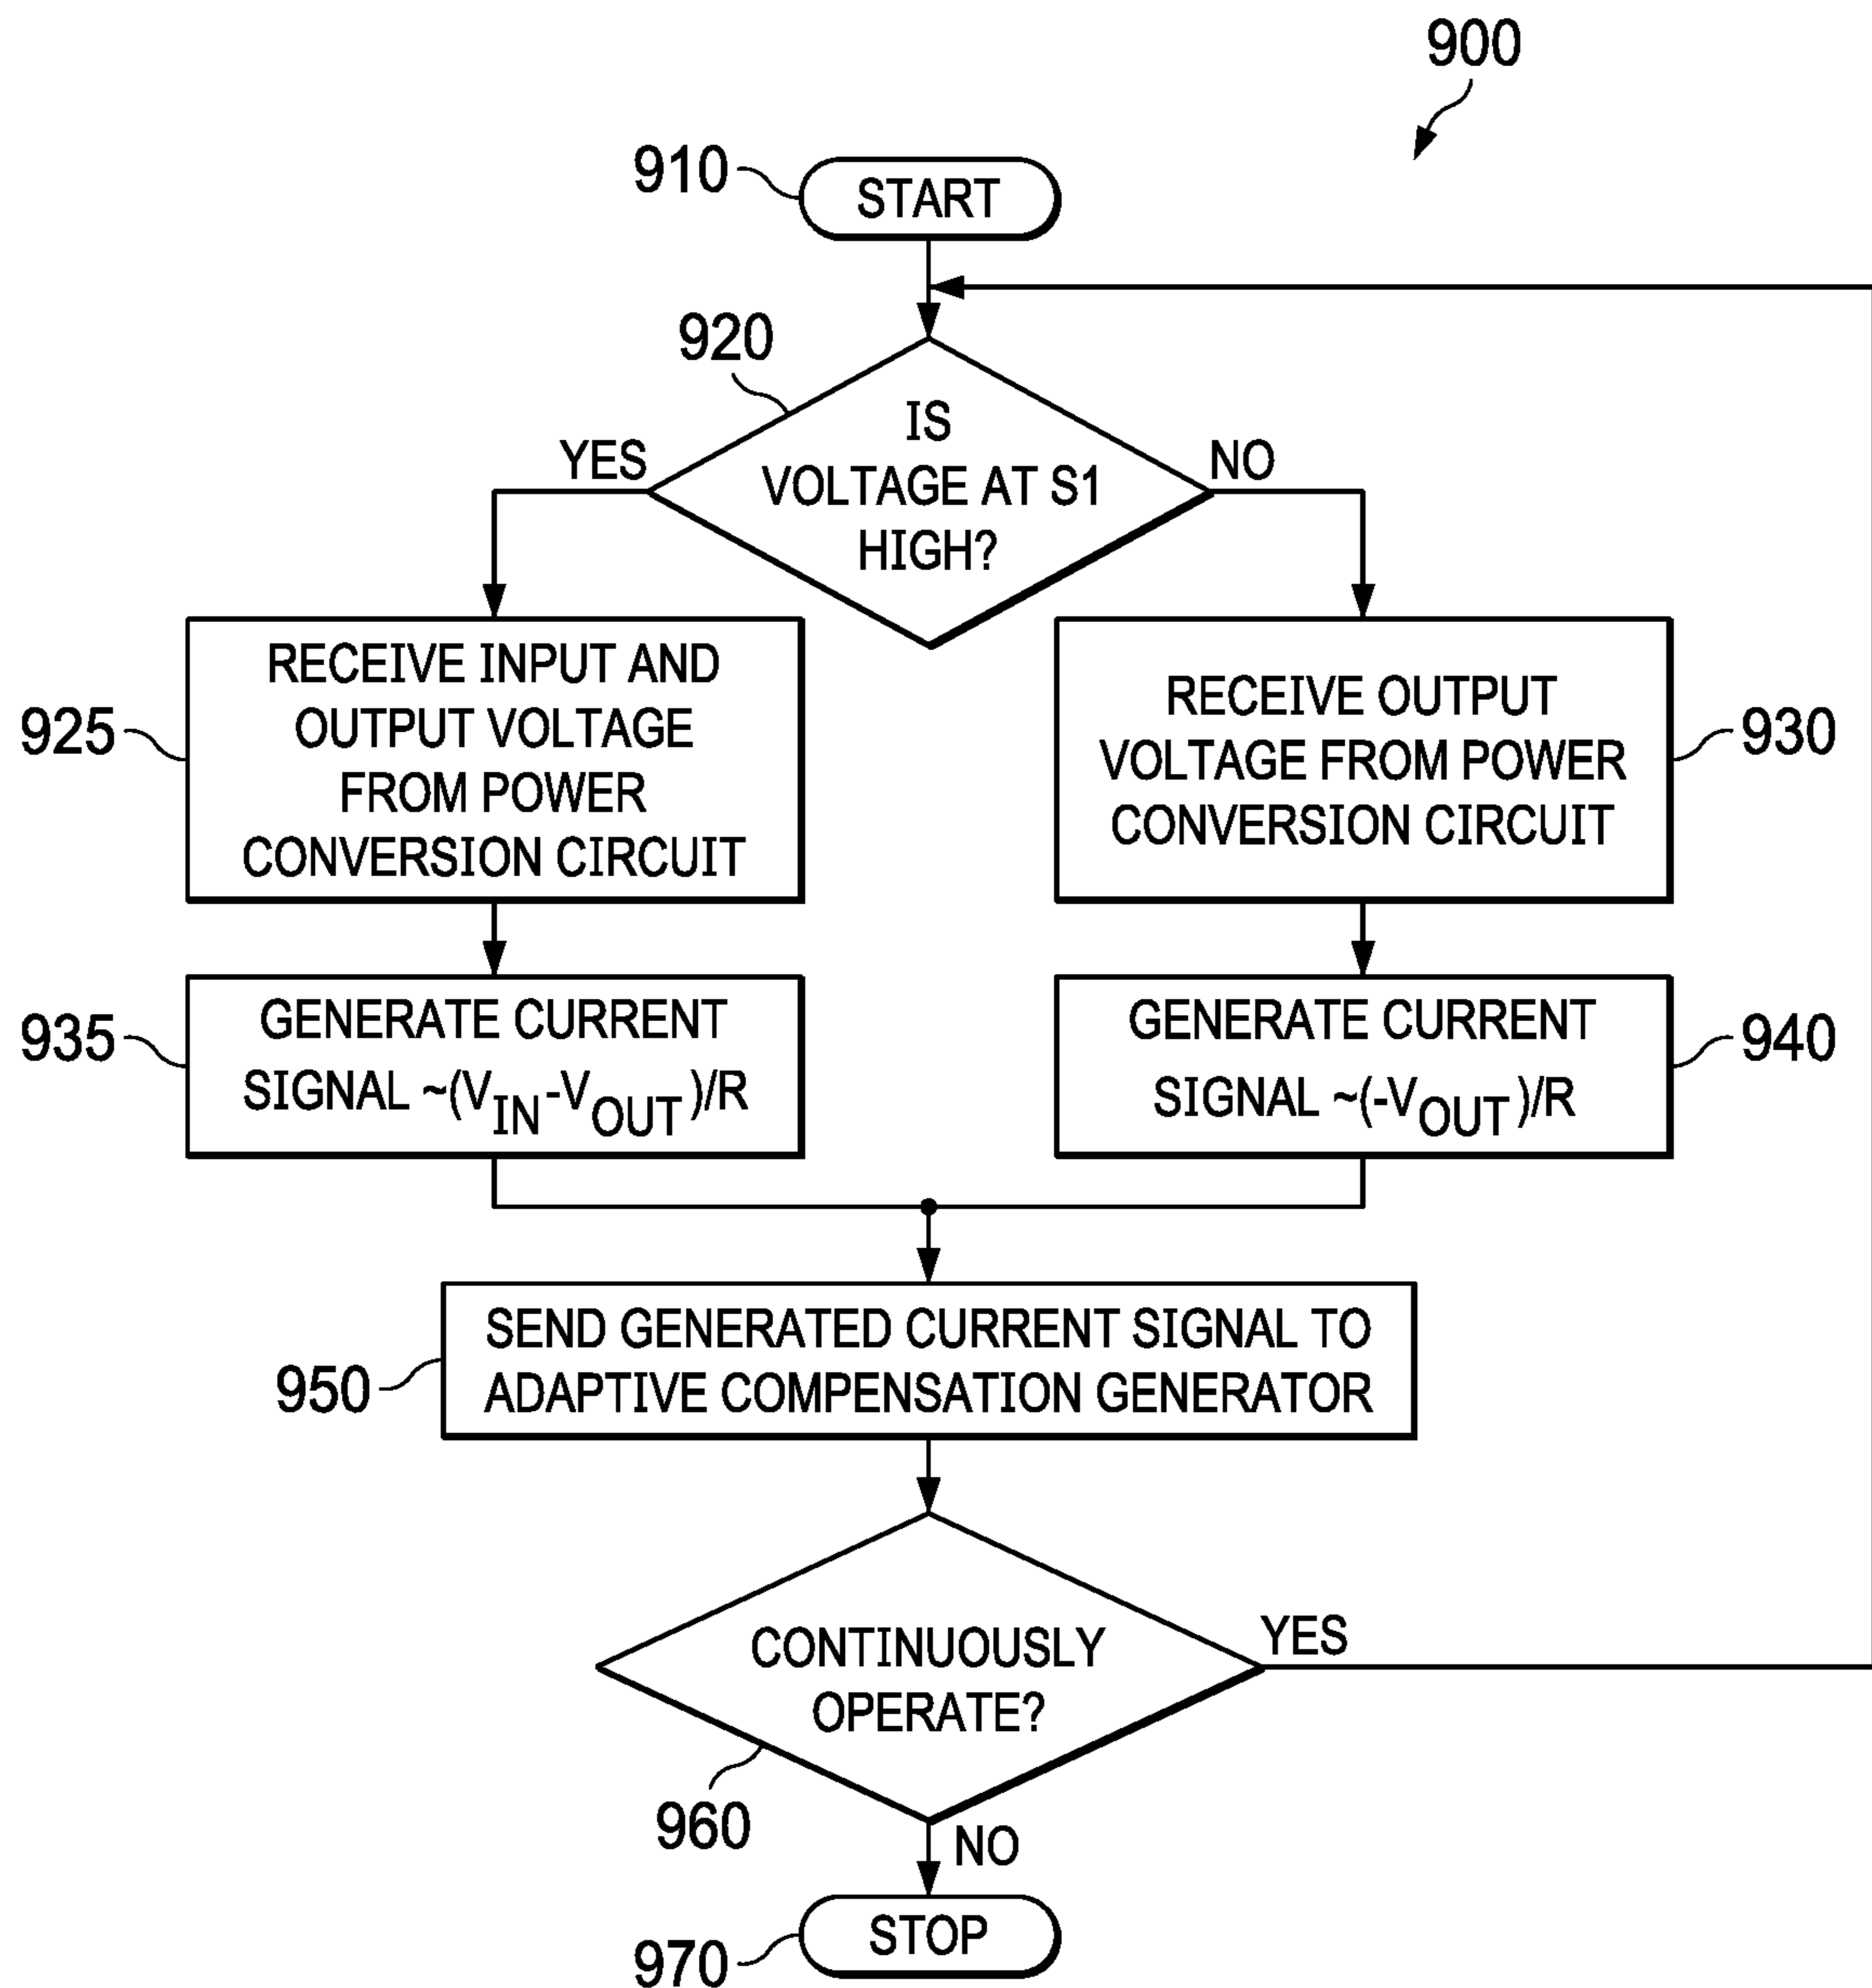 900
910
START
920
IS
VOLTAGE AT S1
HIGH?
YES
NO
925
RECEIVE INPUT AND
OUTPUT VOLTAGE
FROM POWER
CONVERSION CIRCUIT
RECEIVE OUTPUT
VOLTAGE FROM POWER
CONVERSION CIRCUIT
930
935
GENERATE CURRENT
SIGNAL ~(VIN-VOUT)/R
GENERATE CURRENT
SIGNAL ~(-VOUT)/R
940
950
SEND GENERATED CURRENT SIGNAL TO
ADAPTIVE COMPENSATION GENERATOR
CONTINUOUSLY
OPERATE?
YES
960
NO
970
STOP